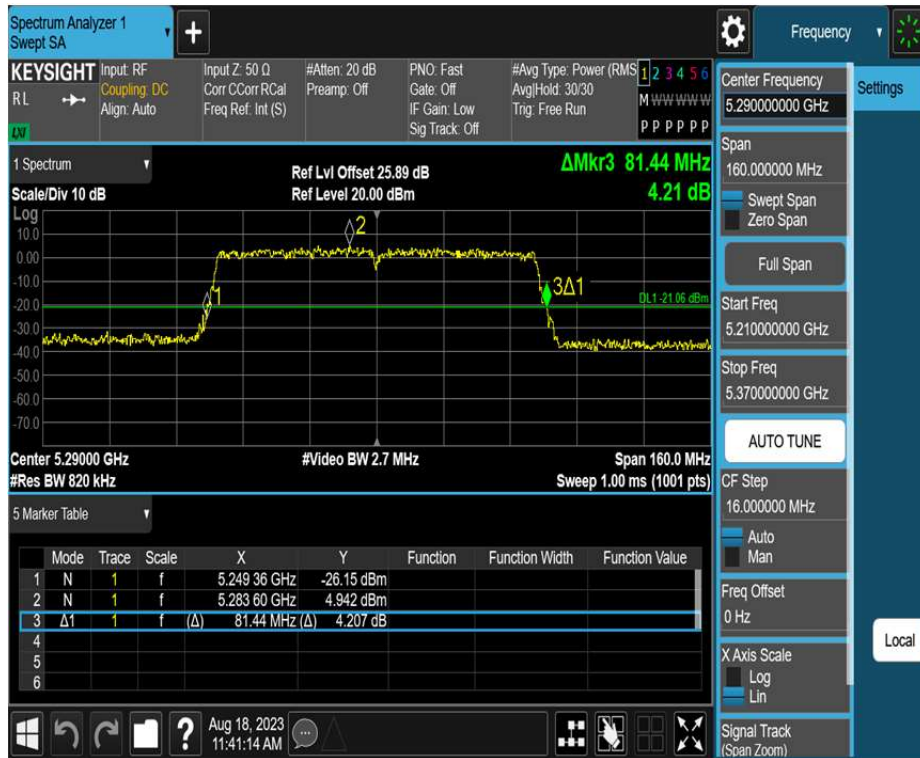 Spectrum Analyzer 1
Swept SA
+
Frequency
KEYSIGHT
RL
LXI
Input: RF
Coupling: DC
Align: Auto
Input Z: 50 Ω
Corr CCorr RCal
Freq Ref: Int (S)
#Atten: 20 dB
Preamp: Off
PNO: Fast
Gate: Off
IF Gain: Low
Sig Track: Off
#Avg Type: Power (RMS
Avg|Hold: 30/30
Trig: Free Run
1 2 3 4 5 6
M W W W W W
P P P P P P
Center Frequency
5.290000000 GHz
Settings
1 Spectrum
Scale/Div 10 dB
Ref Lvl Offset 25.89 dB
Ref Level 20.00 dBm
ΔMkr3 81.44 MHz
4.21 dB
Span
160.000000 MHz
Swept Span
Zero Span
Full Span
Log
10.0
0.00
-10.0
-20.0
-30.0
-40.0
-50.0
-60.0
-70.0
2
1
3Δ1
DL1 -21.06 dBm
Start Freq
5.210000000 GHz
Stop Freq
5.370000000 GHz
AUTO TUNE
Center 5.29000 GHz
#Res BW 820 kHz
#Video BW 2.7 MHz
Span 160.0 MHz
Sweep 1.00 ms (1001 pts)
CF Step
16.000000 MHz
Auto
Man
5 Marker Table
Mode Trace Scale X Y Function Function Width Function Value
1 N 1 f 5.249 36 GHz -26.15 dBm
2 N 1 f 5.283 60 GHz 4.942 dBm
3 Δ1 1 f (Δ) 81.44 MHz (Δ) 4.207 dB
4
5
6
Freq Offset
0 Hz
Local
X Axis Scale
Log
Lin
Signal Track
(Span Zoom)
?
Aug 18, 2023
11:41:14 AM